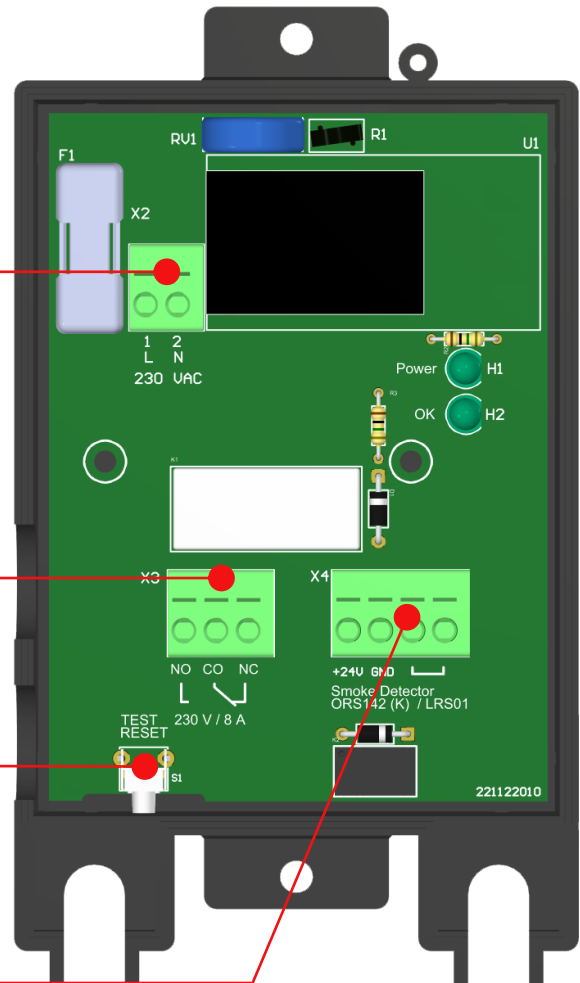 RV1
R1
U1
F1
X2
1 2
L N
230 VAC
Power H1
OK H2
R3
K1
X3
X4
NO CO NC
230 V / 8 A
+24V GND
Smoke Detector
ORS142 (K) / LRS01
TEST
RESET
S1
221122010